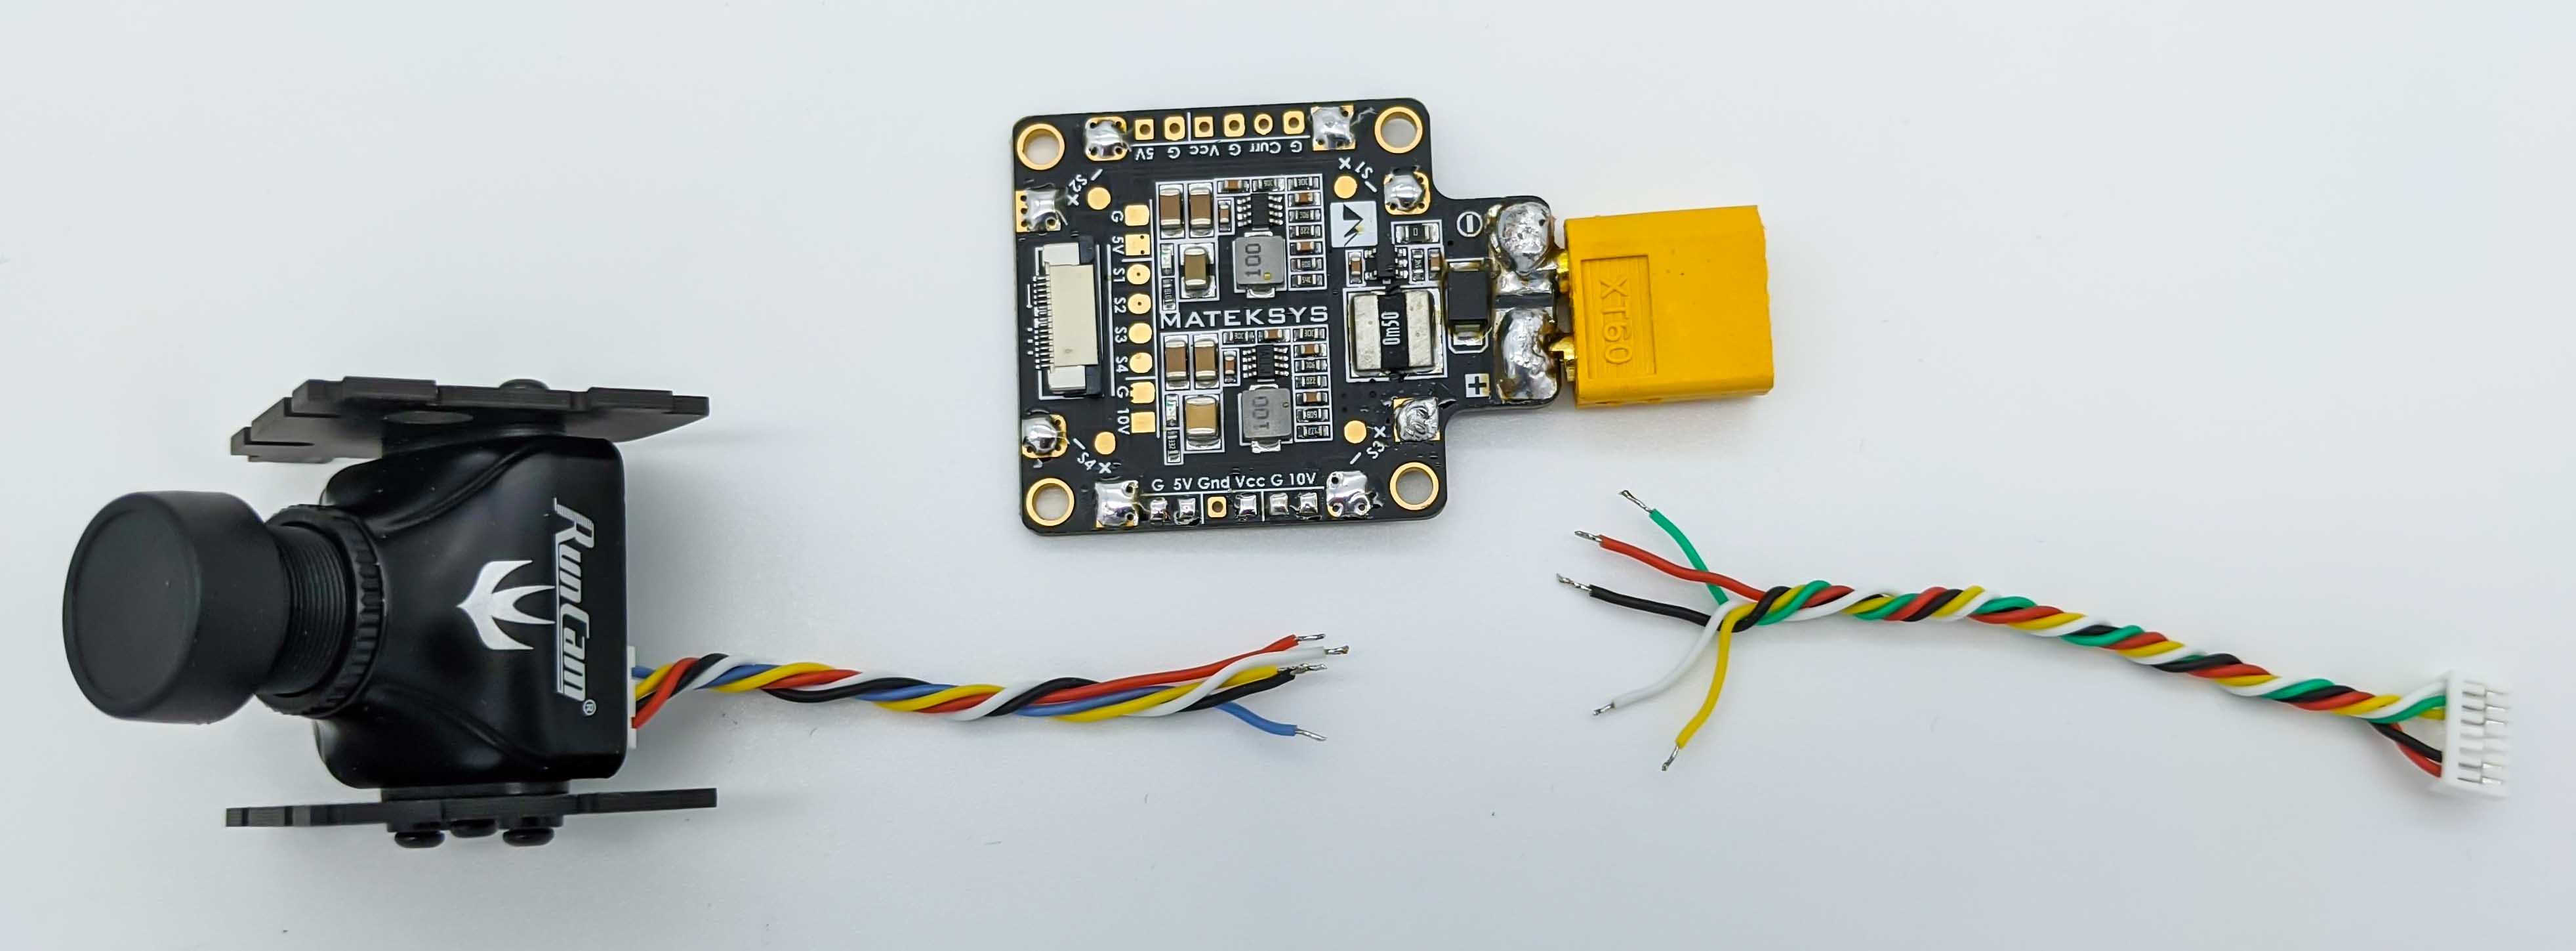 5V G Vcc G Curr G
S2
S1
G
5V
S1
S2
S3
S4
G
10V
100
MATEKSYS
0m50
100
XT60
S4
S3
G 5V Gnd Vcc G 10V
RunCam®